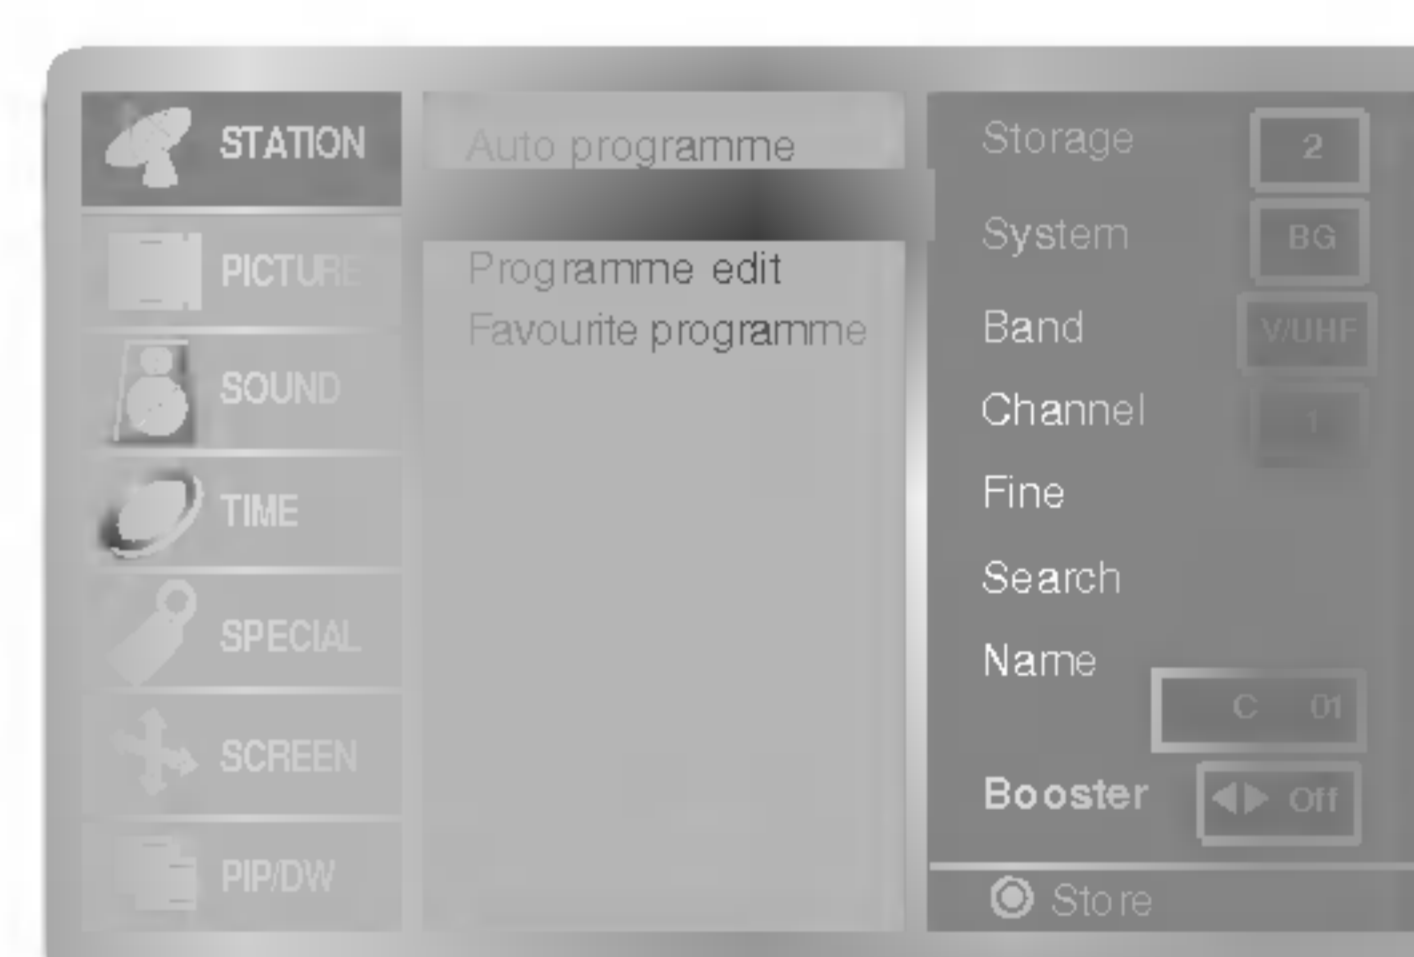 STATION
PICTURE
SOUND
TIME
SPECIAL
SCREEN
PIP/DW
Auto programme
Programme edit
Favourite programme
Storage 2
System BG
Band V/UHF
Channel 1
Fine
Search
Name
C 01
Booster ◀▶ Off
Store